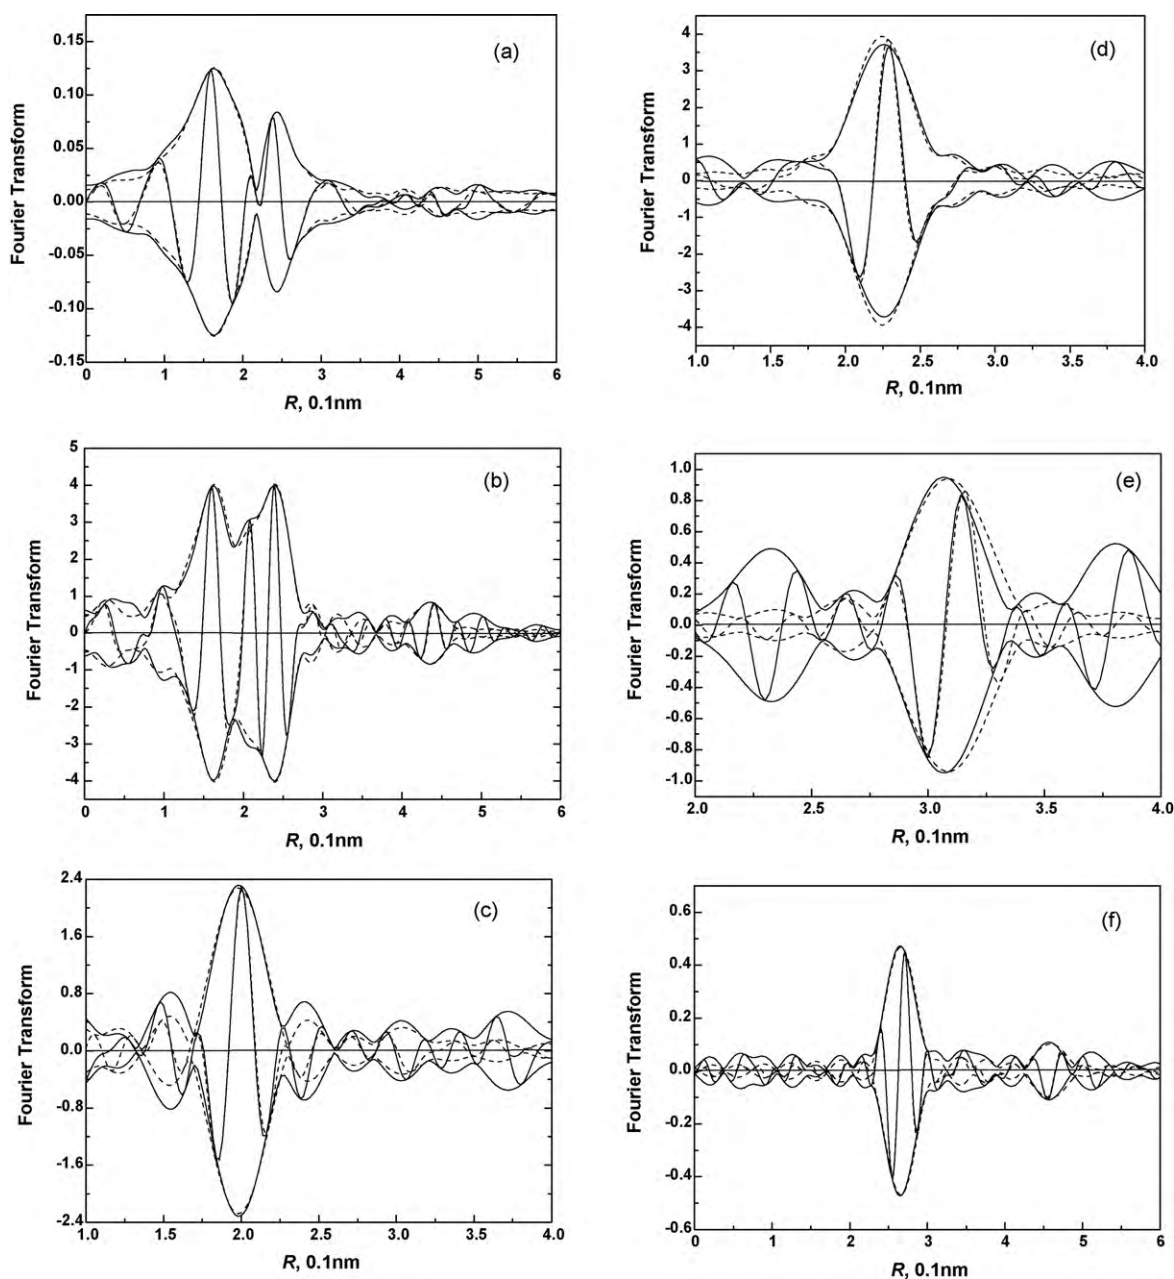 (a)
Fourier Transform
0.15
0.10
0.05
0.00
-0.05
-0.10
-0.15
0 1 2 3 4 5 6
R, 0.1nm
(d)
Fourier Transform
4
3
2
1
0
-1
-2
-3
-4
1.0 1.5 2.0 2.5 3.0 3.5 4.0
R, 0.1nm
(b)
Fourier Transform
5
4
3
2
1
0
-1
-2
-3
-4
0 1 2 3 4 5 6
R, 0.1nm
(e)
Fourier Transform
1.0
0.8
0.6
0.4
0.2
0.0
-0.2
-0.4
-0.6
-0.8
-1.0
2.0 2.5 3.0 3.5 4.0
R, 0.1nm
(c)
Fourier Transform
2.4
1.6
0.8
0.0
-0.8
-1.6
-2.4
1.0 1.5 2.0 2.5 3.0 3.5 4.0
R, 0.1nm
(f)
Fourier Transform
0.6
0.4
0.2
0.0
-0.2
-0.4
-0.6
0 1 2 3 4 5 6
R, 0.1nm